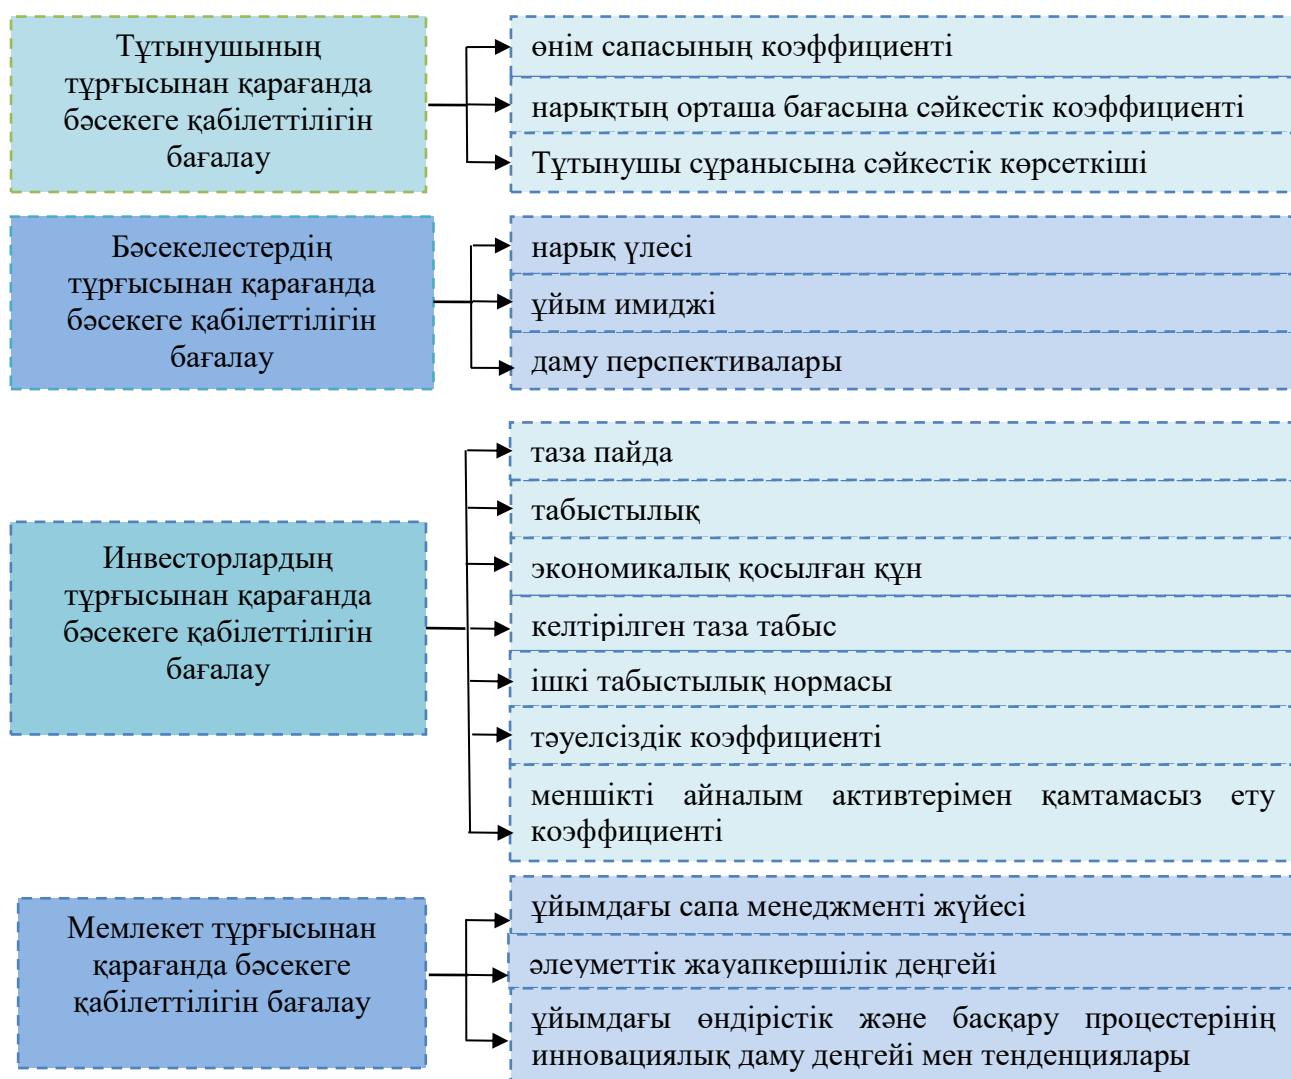 Тұтынушының
тұрғысынан қарағанда
бәсекеге қабілеттілігін
бағалау
өнім сапасының коэффициенті
нарықтың орташа бағасына сәйкестік коэффициенті
Тұтынушы сұранысына сәйкестік көрсеткіші
Бәсекелестердің
тұрғысынан қарағанда
бәсекеге қабілеттілігін
бағалау
нарық үлесі
ұйым имиджі
даму перспективалары
Инвесторлардың
тұрғысынан қарағанда
бәсекеге қабілеттілігін
бағалау
таза пайда
табыстылық
экономикалық қосылған құн
келтірілген таза табыс
ішкі табыстылық нормасы
тәуелсіздік коэффициенті
меншікті айналым активтерімен қамтамасыз ету
коэффициенті
Мемлекет тұрғысынан
қарағанда бәсекеге
қабілеттілігін бағалау
ұйымдағы сапа менеджменті жүйесі
әлеуметтік жауапкершілік деңгейі
ұйымдағы өндірістік және басқару процестерінің
инновациялық даму деңгейі мен тенденциялары